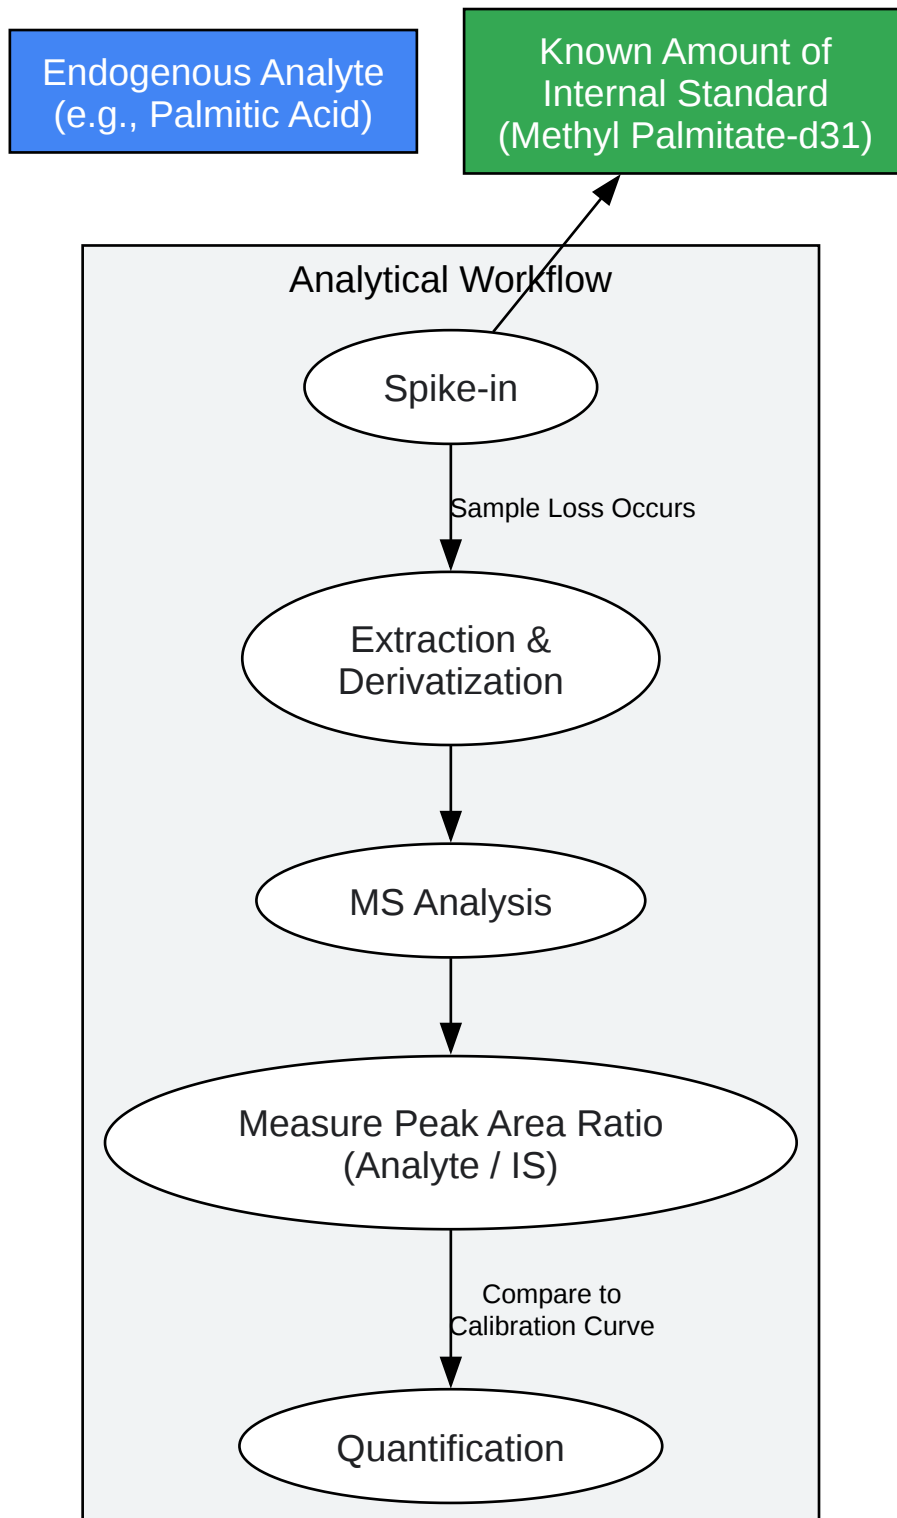 Endogenous Analyte
(e.g., Palmitic Acid)
Known Amount of
Internal Standard
(Methyl Palmitate-d31)
Analytical Workflow
Spike-in
Sample Loss Occurs
Extraction &
Derivatization
MS Analysis
Measure Peak Area Ratio
(Analyte / IS)
Compare to
Calibration Curve
Quantification